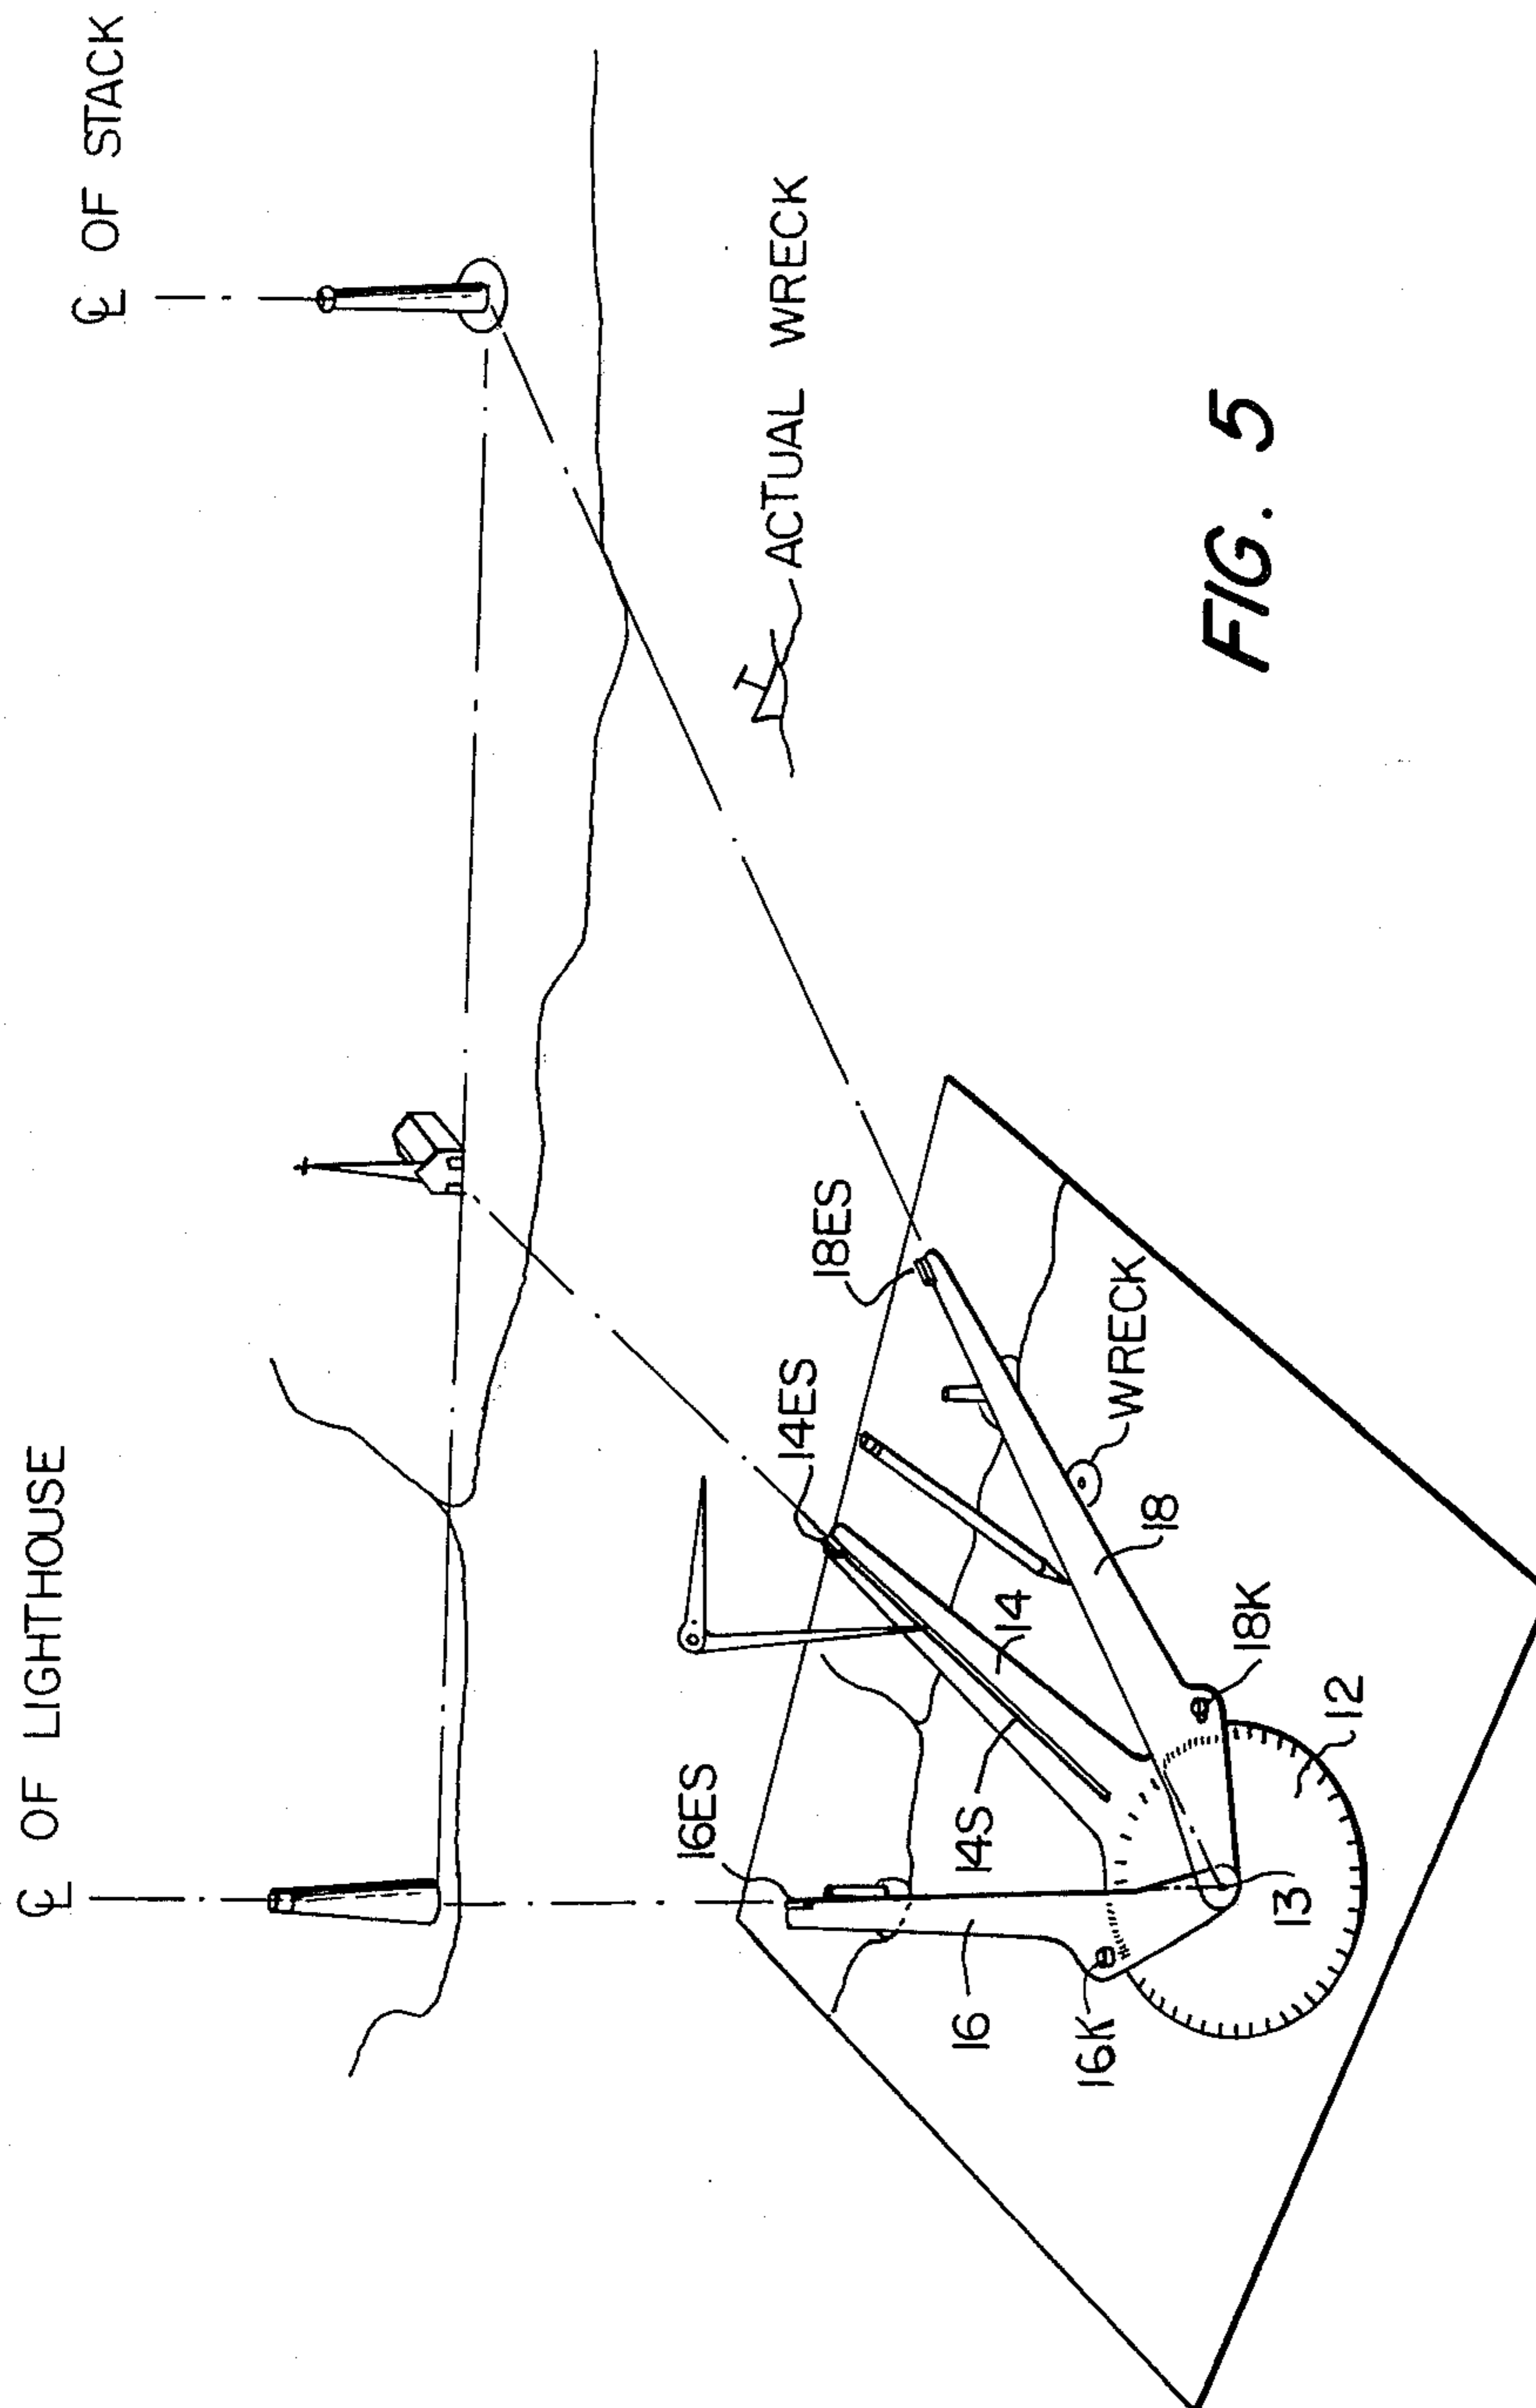 ℄ OF LIGHTHOUSE
℄ OF STACK
ACTUAL WRECK
16ES
14ES
18ES
14S
14
16
16K
WRECK
18
18K
12
13
FIG. 5